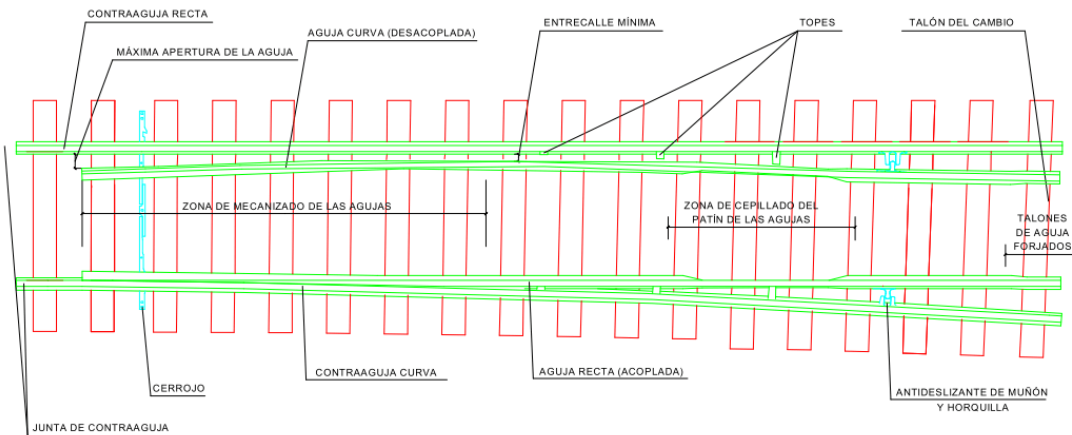 CONTRAAGUJA RECTA
ENTRECALLE MÍNIMA
TOPES
TALÓN DEL CAMBIO
AGUJA CURVA (DESACOPLADA)
MÁXIMA APERTURA DE LA AGUJA
ZONA DE MECANIZADO DE LAS AGUJAS
ZONA DE CEPILLADO DEL
PATÍN DE LAS AGUJAS
TALONES
DE AGUJA
FORJADOS
CONTRAAGUJA CURVA
AGUJA RECTA (ACOPLADA)
CERROJO
ANTIDESLIZANTE DE MUÑÓN
Y HORQUILLA
JUNTA DE CONTRAAGUJA